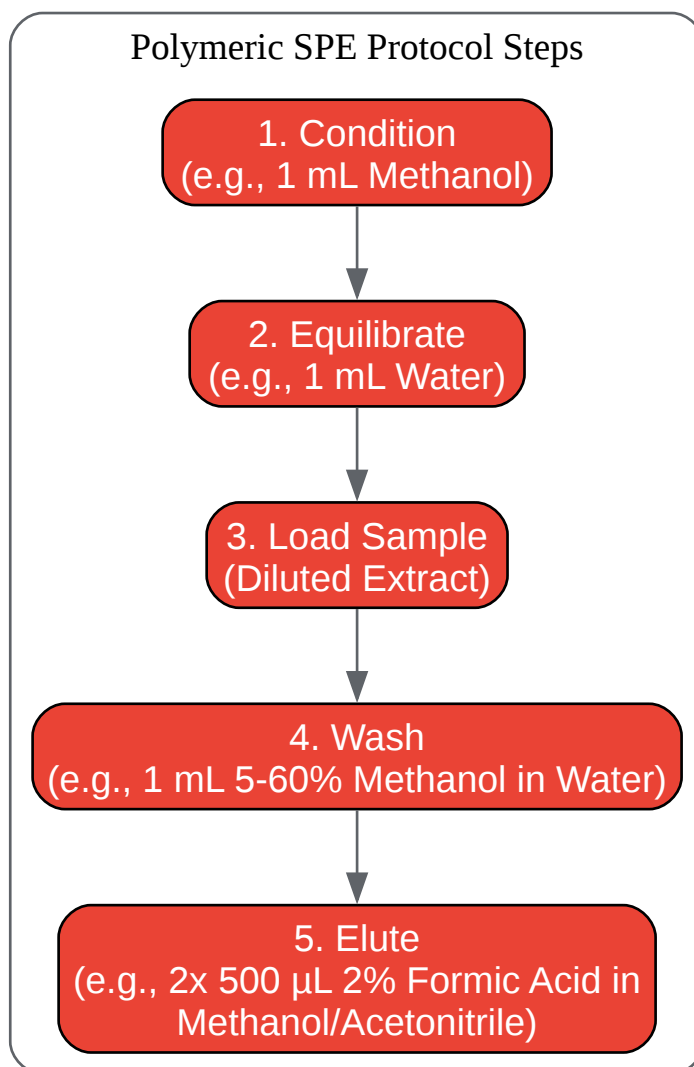 Polymeric SPE Protocol Steps
1. Condition
(e.g., 1 mL Methanol)
2. Equilibrate
(e.g., 1 mL Water)
3. Load Sample
(Diluted Extract)
4. Wash
(e.g., 1 mL 5-60% Methanol in Water)
5. Elute
(e.g., 2x 500 µL 2% Formic Acid in
Methanol/Acetonitrile)